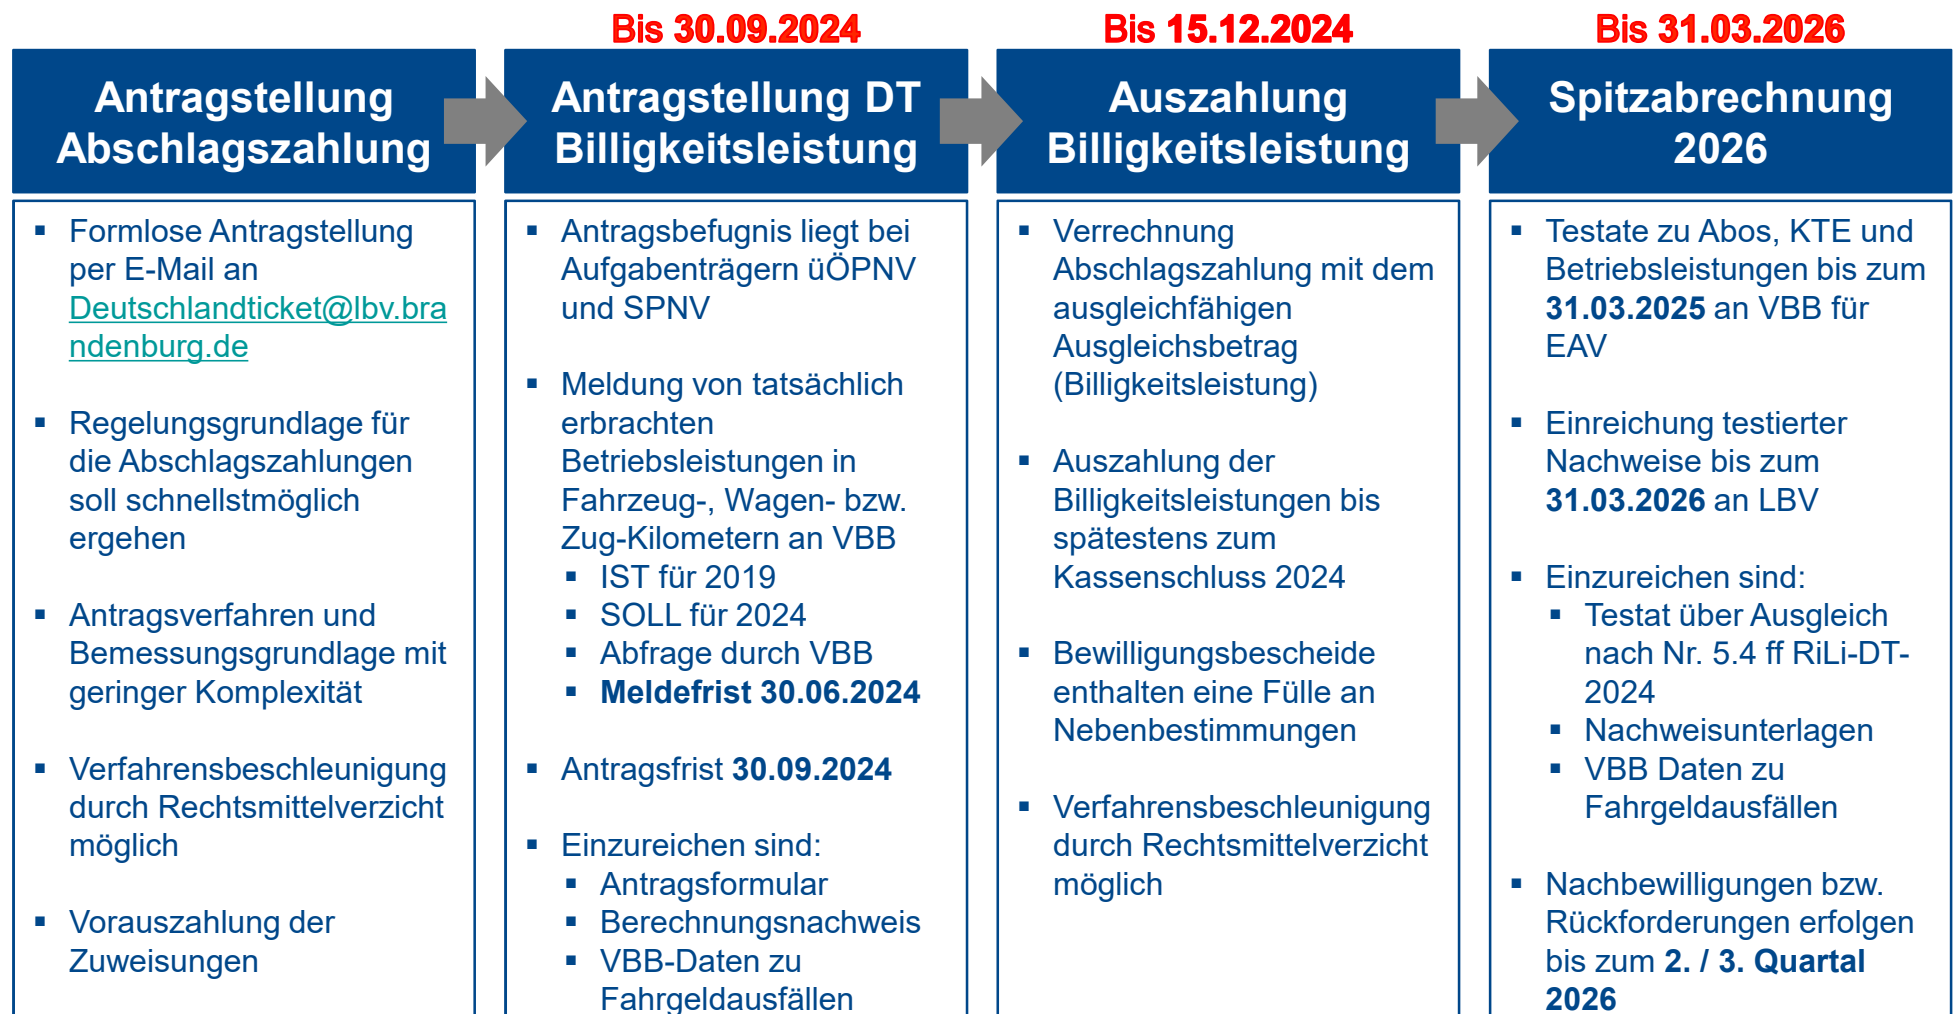 Bis 30.09.2024
Bis 15.12.2024
Bis 31.03.2026
Antragstellung
Abschlagszahlung
▪ Formlose Antragstellung
per E-Mail an
Deutschlandticket@lbv.bra
ndenburg.de
▪ Regelungsgrundlage für
die Abschlagszahlungen
soll schnellstmöglich
ergehen
▪ Antragsverfahren und
Bemessungsgrundlage mit
geringer Komplexität
▪ Verfahrensbeschleunigung
durch Rechtsmittelverzicht
möglich
▪ Vorauszahlung der
Zuweisungen
Antragstellung DT
Billigkeitsleistung
▪ Antragsbefugnis liegt bei
Aufgabenträgern üÖPNV
und SPNV
▪ Meldung von tatsächlich
erbrachten
Betriebsleistungen in
Fahrzeug-, Wagen- bzw.
Zug-Kilometern an VBB
▪ IST für 2019
▪ SOLL für 2024
▪ Abfrage durch VBB
▪ Meldefrist 30.06.2024
▪ Antragsfrist 30.09.2024
▪ Einzureichen sind:
▪ Antragsformular
▪ Berechnungsnachweis
▪ VBB-Daten zu
Fahrgeldausfällen
Auszahlung
Billigkeitsleistung
▪ Verrechnung
Abschlagszahlung mit dem
ausgleichfähigen
Ausgleichsbetrag
(Billigkeitsleistung)
▪ Auszahlung der
Billigkeitsleistungen bis
spätestens zum
Kassenschluss 2024
▪ Bewilligungsbescheide
enthalten eine Fülle an
Nebenbestimmungen
▪ Verfahrensbeschleunigung
durch Rechtsmittelverzicht
möglich
Spitzabrechnung
2026
▪ Testate zu Abos, KTE und
Betriebsleistungen bis zum
31.03.2025 an VBB für
EAV
▪ Einreichung testierter
Nachweise bis zum
31.03.2026 an LBV
▪ Einzureichen sind:
▪ Testat über Ausgleich
nach Nr. 5.4 ff RiLi-DT-
2024
▪ Nachweisunterlagen
▪ VBB Daten zu
Fahrgeldausfällen
▪ Nachbewilligungen bzw.
Rückforderungen erfolgen
bis zum 2. / 3. Quartal
2026